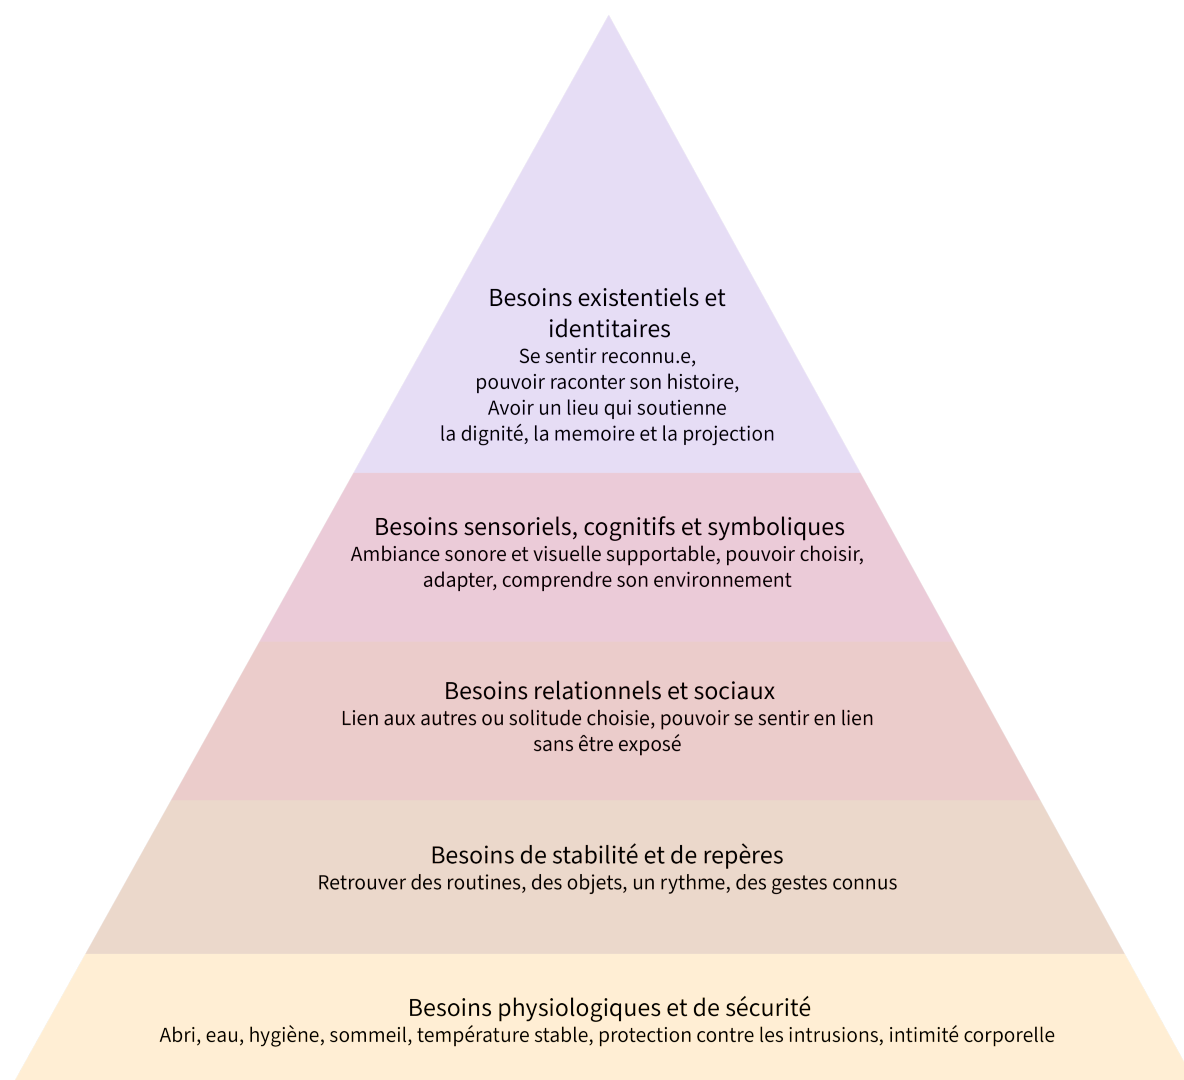 Besoins existentiels et
identitaires
Se sentir reconnu.e,
pouvoir raconter son histoire,
Avoir un lieu qui soutienne
la dignité, la memoire et la projection
Besoins sensoriels, cognitifs et symboliques
Ambiance sonore et visuelle supportable, pouvoir choisir,
adapter, comprendre son environnement
Besoins relationnels et sociaux
Lien aux autres ou solitude choisie, pouvoir se sentir en lien
sans être exposé
Besoins de stabilité et de repères
Retrouver des routines, des objets, un rythme, des gestes connus
Besoins physiologiques et de sécurité
Abri, eau, hygiène, sommeil, température stable, protection contre les intrusions, intimité corporelle